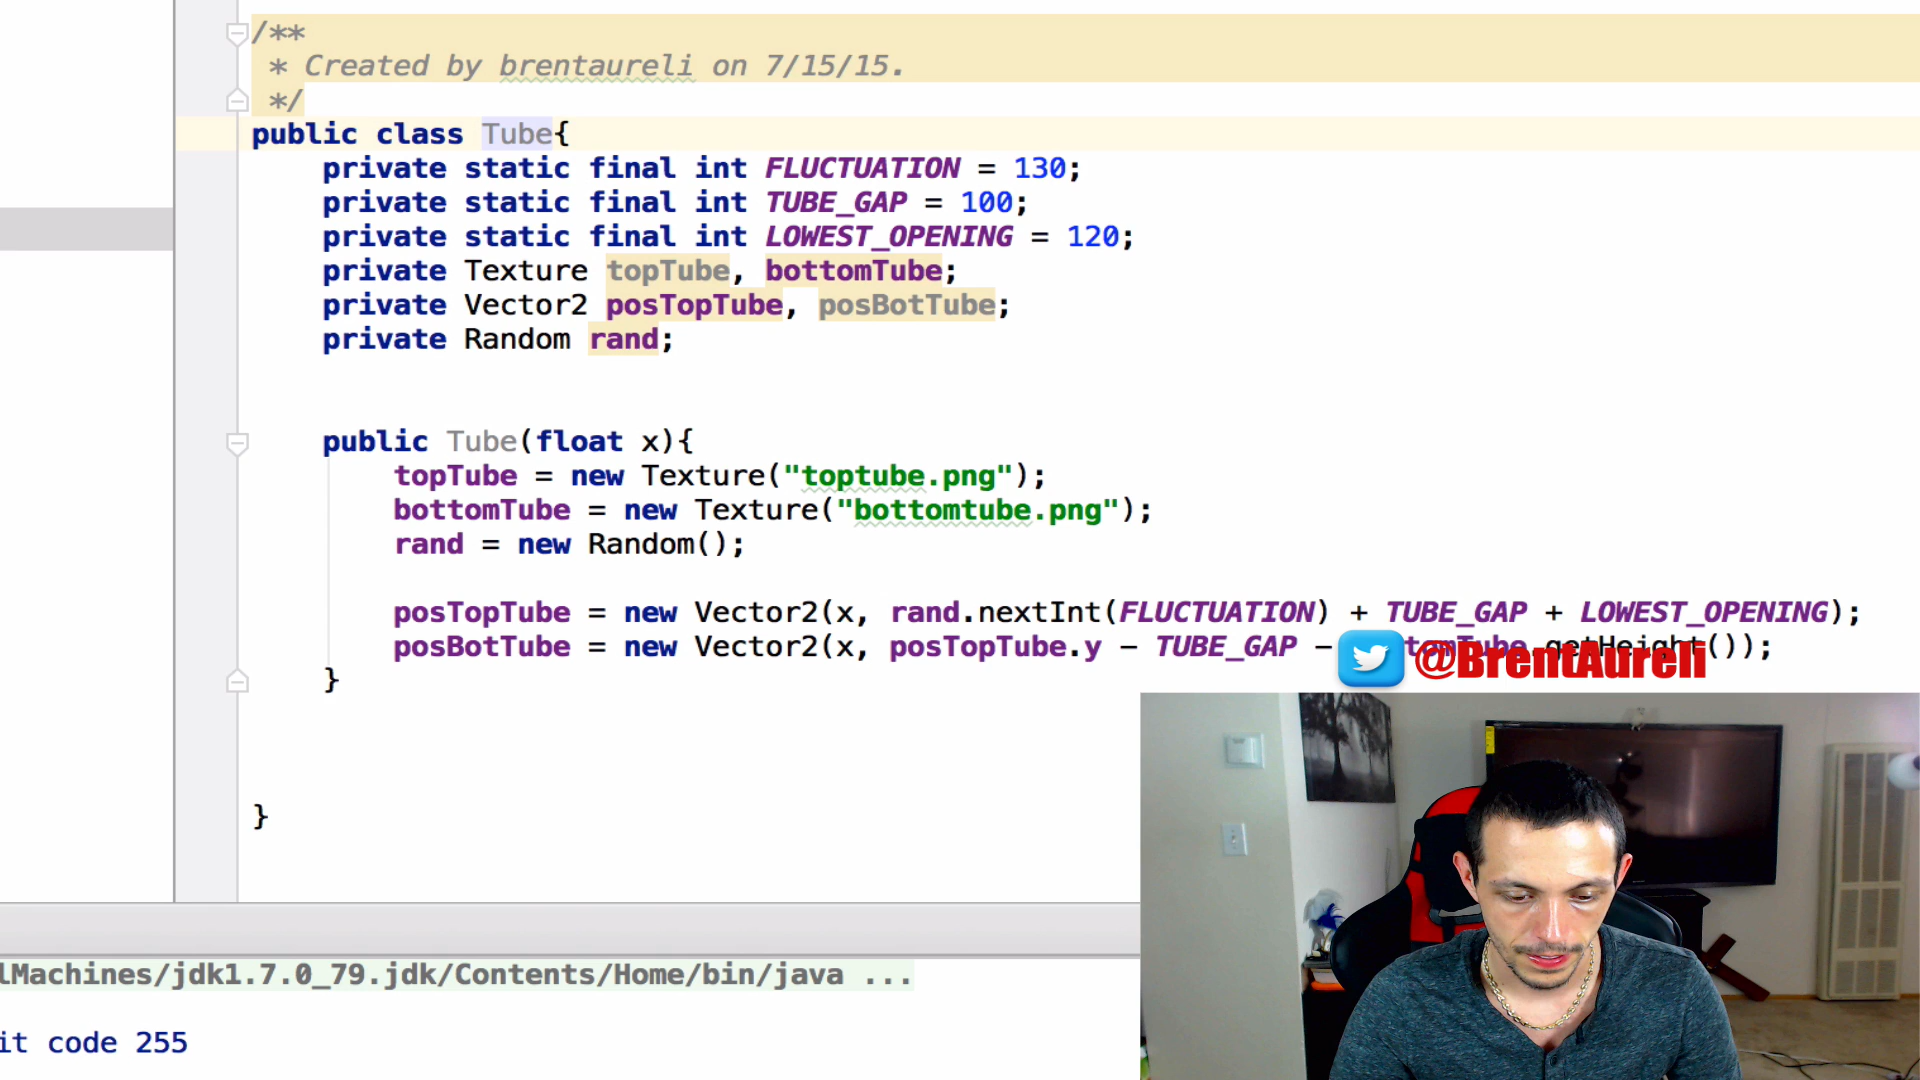 /**
* Created by brentaureli on 7/15/15.
*/
public class Tube{
private static final int FLUCTUATION = 130;
private static final int TUBE_GAP = 100;
private static final int LOWEST_OPENING = 120;
private Texture topTube, bottomTube;
private Vector2 posTopTube, posBotTube;
private Random rand;
public Tube(float x){
topTube = new Texture("toptube.png");
bottomTube = new Texture("bottomtube.png");
rand = new Random();
posTopTube = new Vector2(x, rand.nextInt(FLUCTUATION) + TUBE_GAP + LOWEST_OPENING);
posBotTube = new Vector2(x, posTopTube.y - TUBE_GAP - .getHeight());
@BrentAureli
}
}
lMachines/jdk1.7.0_79.jdk/Contents/Home/bin/java ...
it code 255